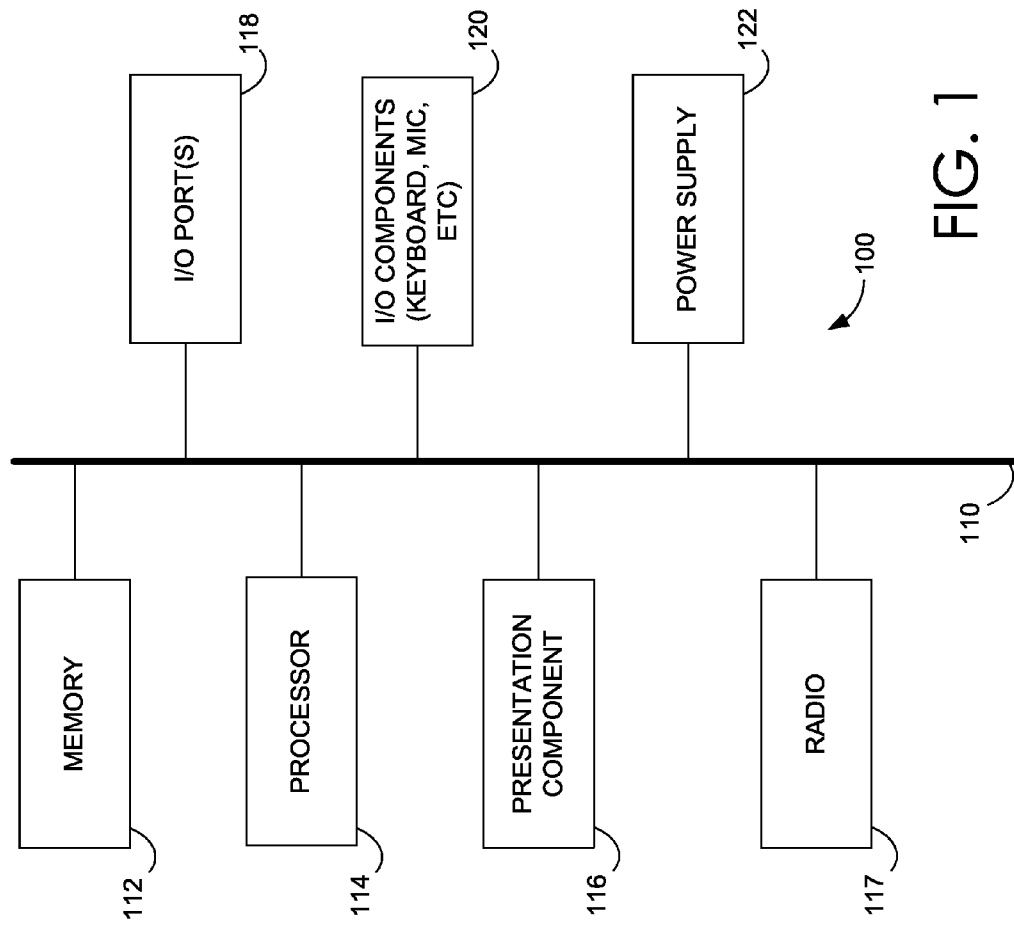 112
MEMORY
114
PROCESSOR
116
PRESENTATION
COMPONENT
117
RADIO
110
118
I/O PORT(S)
120
I/O COMPONENTS
(KEYBOARD, MIC,
ETC)
122
POWER SUPPLY
100
FIG. 1